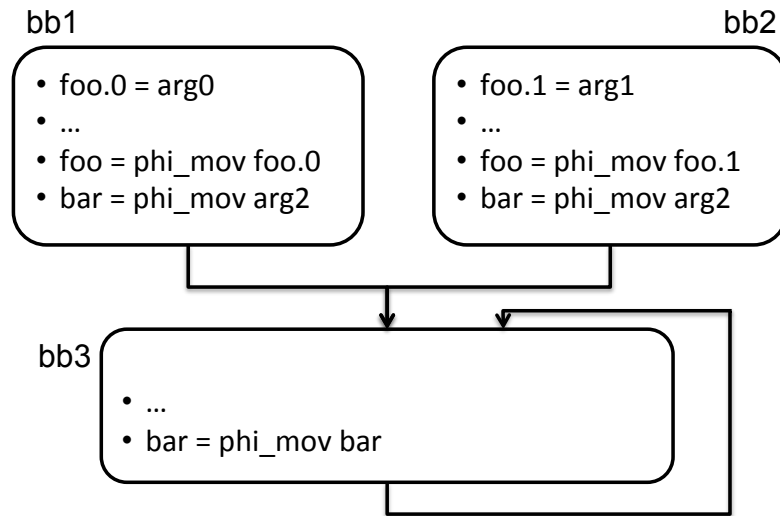 bb1
• foo.0 = arg0
• ...
• foo = phi_mov foo.0
• bar = phi_mov arg2
bb2
• foo.1 = arg1
• ...
• foo = phi_mov foo.1
• bar = phi_mov arg2
bb3
• ...
• bar = phi_mov bar